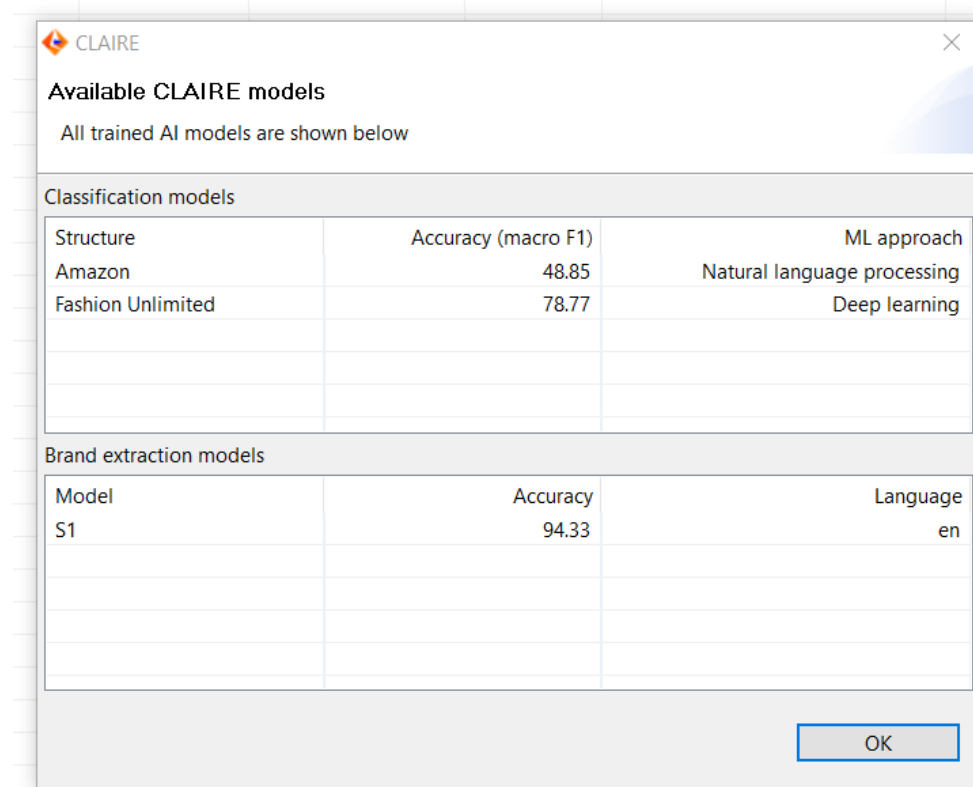 CLAIRE
Available CLAIRE models
All trained AI models are shown below
Classification models
Structure Accuracy (macro F1) ML approach
Amazon 48.85 Natural language processing
Fashion Unlimited 78.77 Deep learning
Brand extraction models
Model Accuracy Language
S1 94.33 en
OK